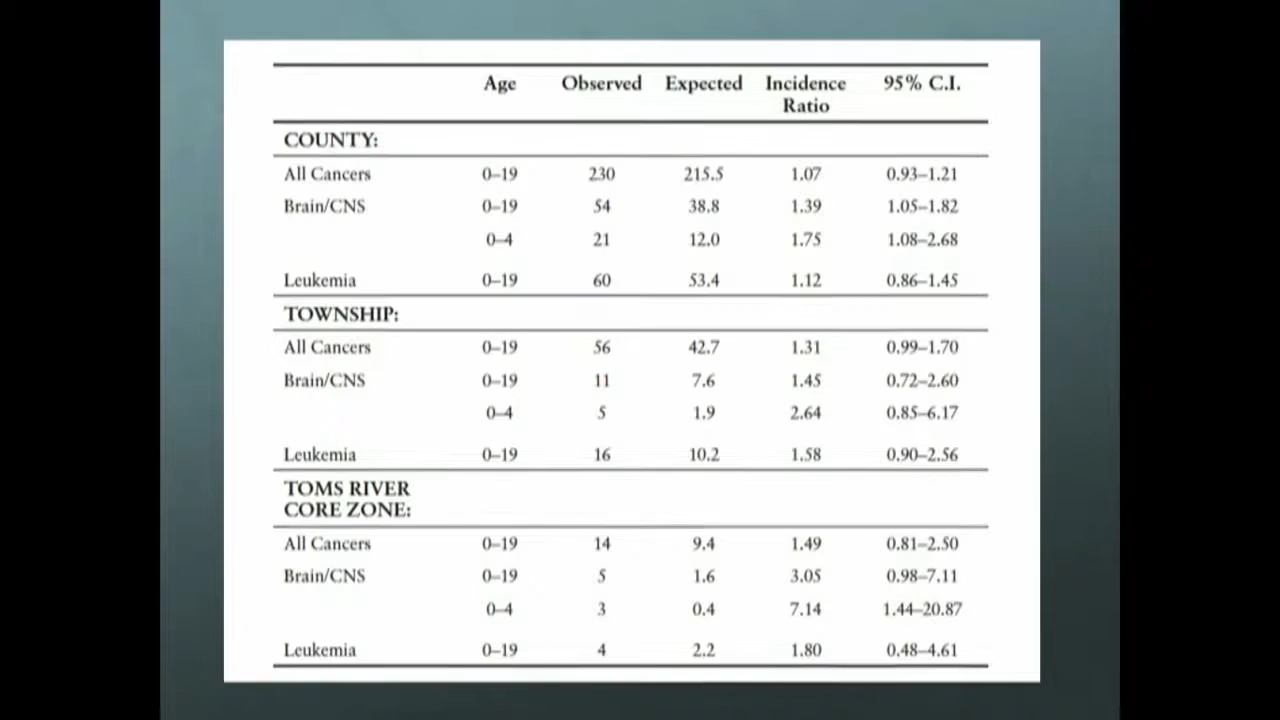 Age Observed Expected Incidence Ratio 95% C.I.
COUNTY:
All Cancers 0–19 230 215.5 1.07 0.93–1.21
Brain/CNS 0–19 54 38.8 1.39 1.05–1.82
0–4 21 12.0 1.75 1.08–2.68
Leukemia 0–19 60 53.4 1.12 0.86–1.45
TOWNSHIP:
All Cancers 0–19 56 42.7 1.31 0.99–1.70
Brain/CNS 0–19 11 7.6 1.45 0.72–2.60
0–4 5 1.9 2.64 0.85–6.17
Leukemia 0–19 16 10.2 1.58 0.90–2.56
TOMS RIVER
CORE ZONE:
All Cancers 0–19 14 9.4 1.49 0.81–2.50
Brain/CNS 0–19 5 1.6 3.05 0.98–7.11
0–4 3 0.4 7.14 1.44–20.87
Leukemia 0–19 4 2.2 1.80 0.48–4.61